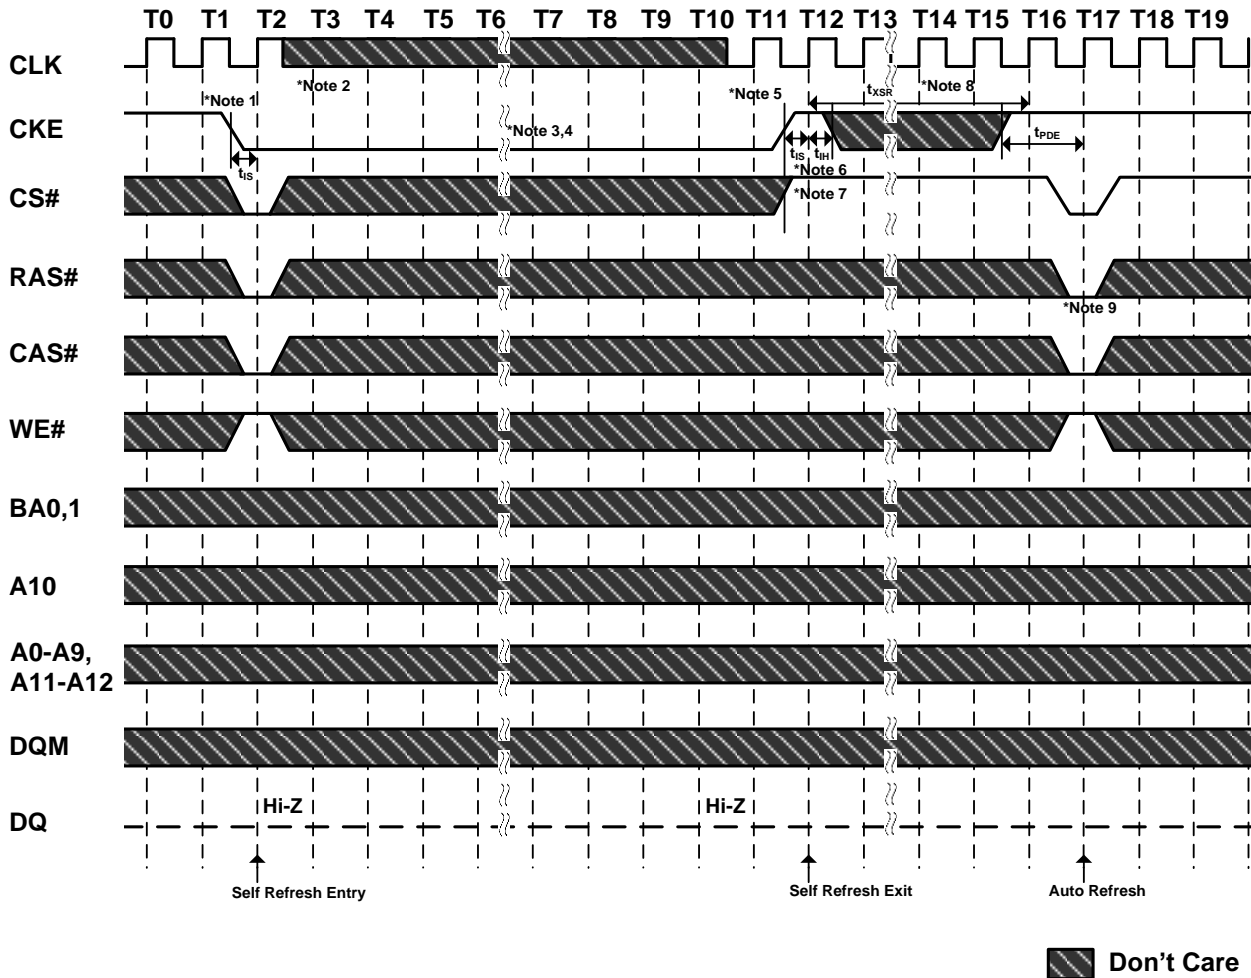 T0 T1 T2 T3 T4 T5 T6 T7 T8 T9 T10 T11 T12 T13 T14 T15 T16 T17 T18 T19
CLK
*Note 2
*Note 5
tXSR
*Note 8
*Note 1
CKE
*Note 3,4
tPDE
tIS
tIS
tIH
*Note 6
CS#
*Note 7
RAS#
*Note 9
CAS#
WE#
BA0,1
A10
A0-A9,
A11-A12
DQM
Hi-Z
Hi-Z
DQ
Self Refresh Entry
Self Refresh Exit
Auto Refresh
Don't Care